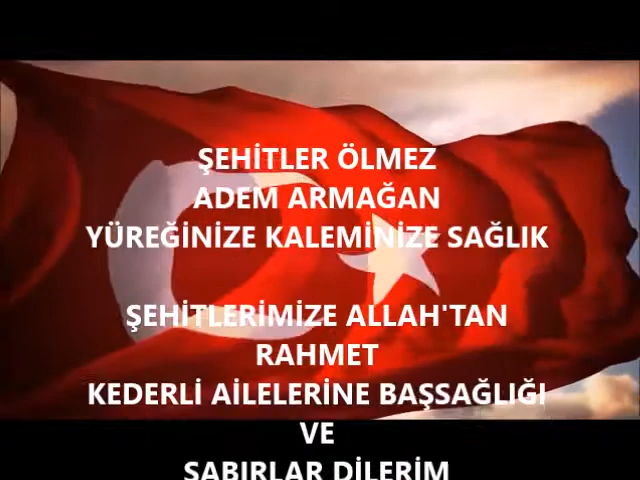 ŞEHİTLER ÖLMEZ
ADEM ARMAĞAN
YÜREĞİNİZE KALEMİNİZE SAĞLIK
ŞEHİTLERİMİZE ALLAH'TAN
RAHMET
KEDERLİ AİLELERİNE BAŞSAĞLIĞI
VE
SABIRLAR DİLERİM